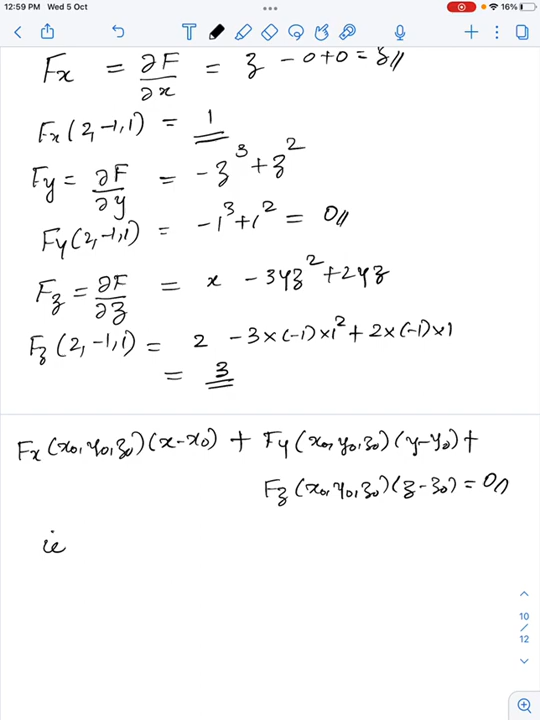 12:59 PM Wed 5 Oct 16%
Fx = ∂F/∂x = z - 0+0 = z//
Fx(2,-1,1) = 1
Fy = ∂F/∂y = -z³+z²
Fy(2,-1,1) = -1³+1² = 0//
Fz = ∂F/∂z = x - 3yz²+2yz
Fz(2,-1,1) = 2 -3×(-1)×1²+2×(-1)×1
= 3
Fx(x0,y0,z0)(x-x0) + Fy(x0,y0,z0)(y-y0)+
Fz(x0,y0,z0)(z-z0)=0//
ie
10
/
12